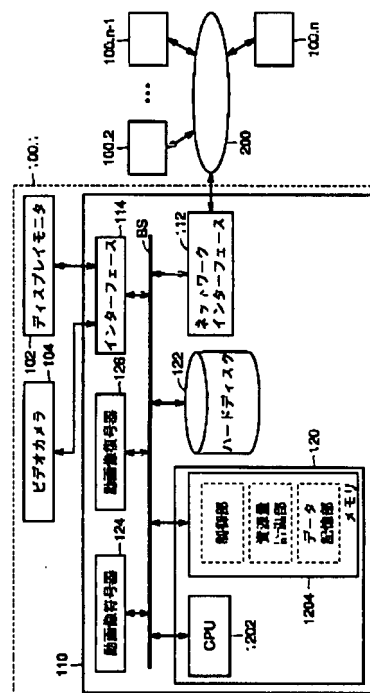 100.1
102
ディスプレイモニタ
104
ビデオカメラ
110
114
インターフェース
126
動画像復号器
124
動画像符号器
BS
112
ネットワーク
インターフェース
122
ハードディスク
120
制御部
資源量
データ
記憶部
メモリ
1204
CPU
1202
100.2
...
100.n-1
100.n
200